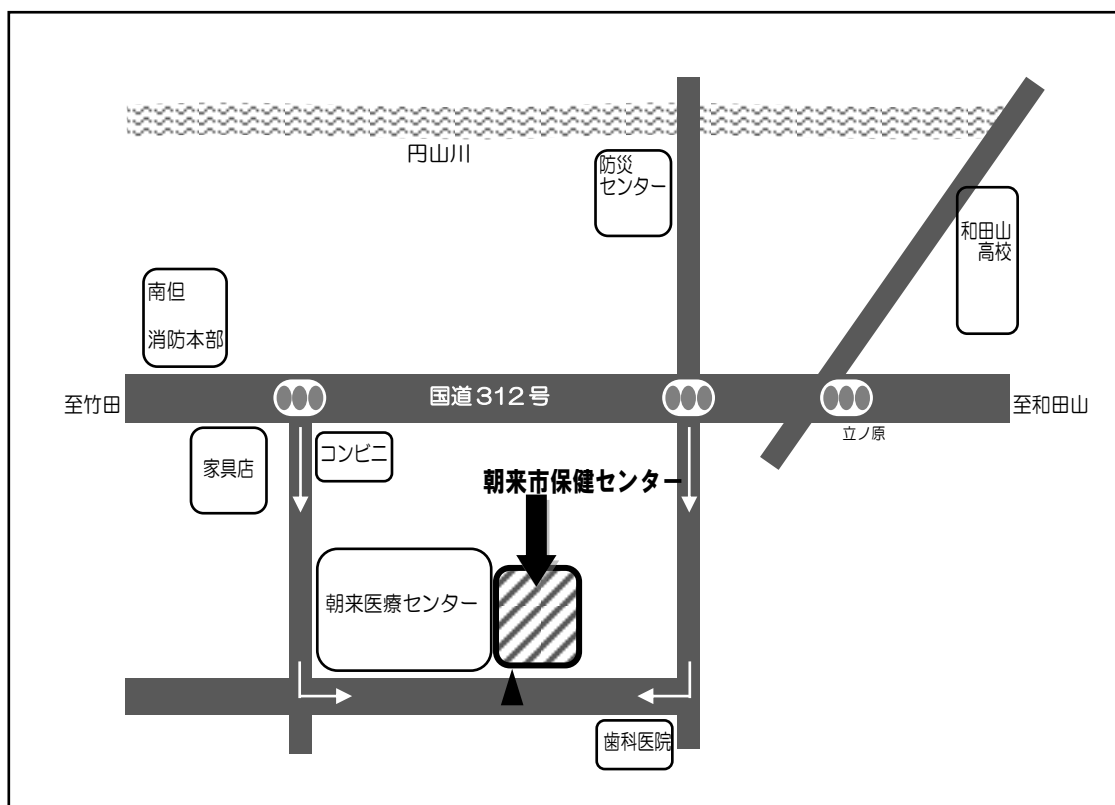 円山川
防災
センター
和田山
高校
南但
消防本部
至竹田
国道312号
至和田山
立ノ原
家具店
コンビニ
朝来市保健センター
朝来医療センター
歯科医院